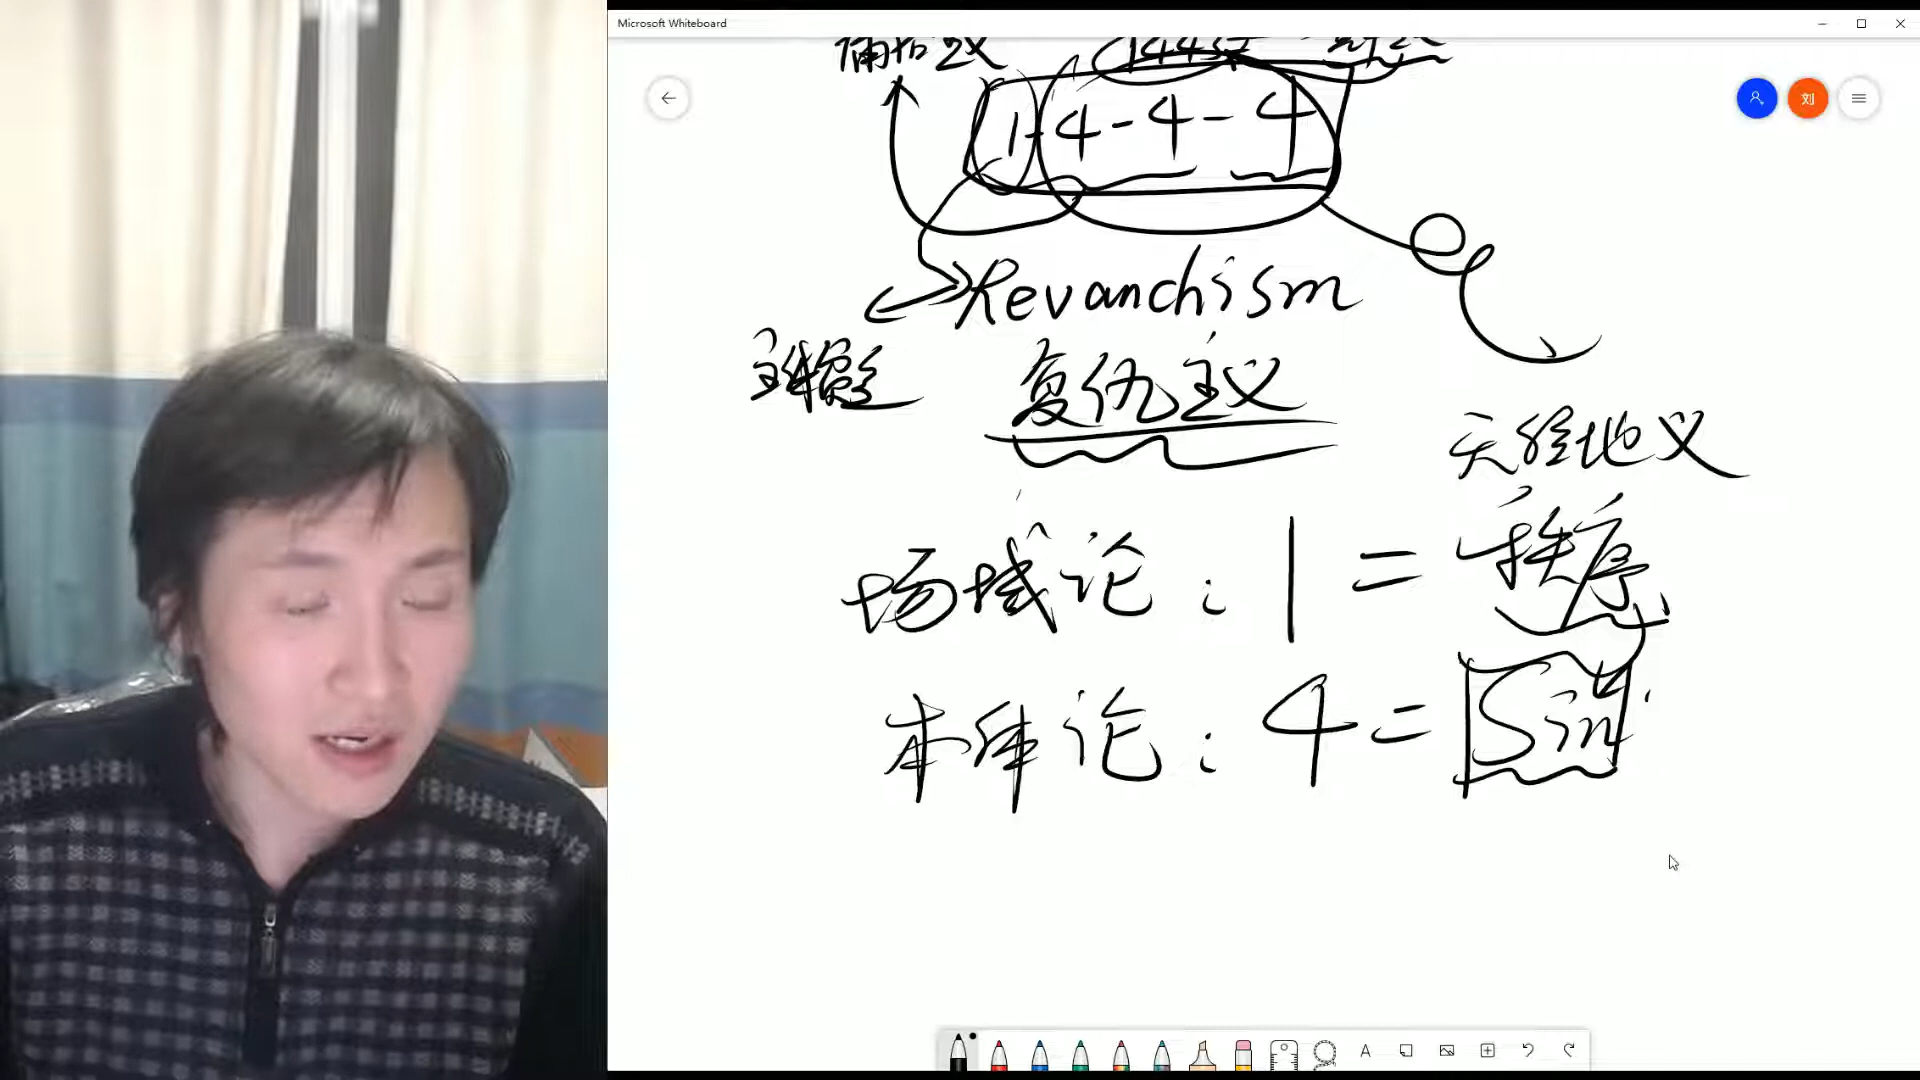 Microsoft Whiteboard
刘
1-4-4-4
Revanchism
复仇主义
天经地义
场域论：1=秩序
本体论：4=Sin
A